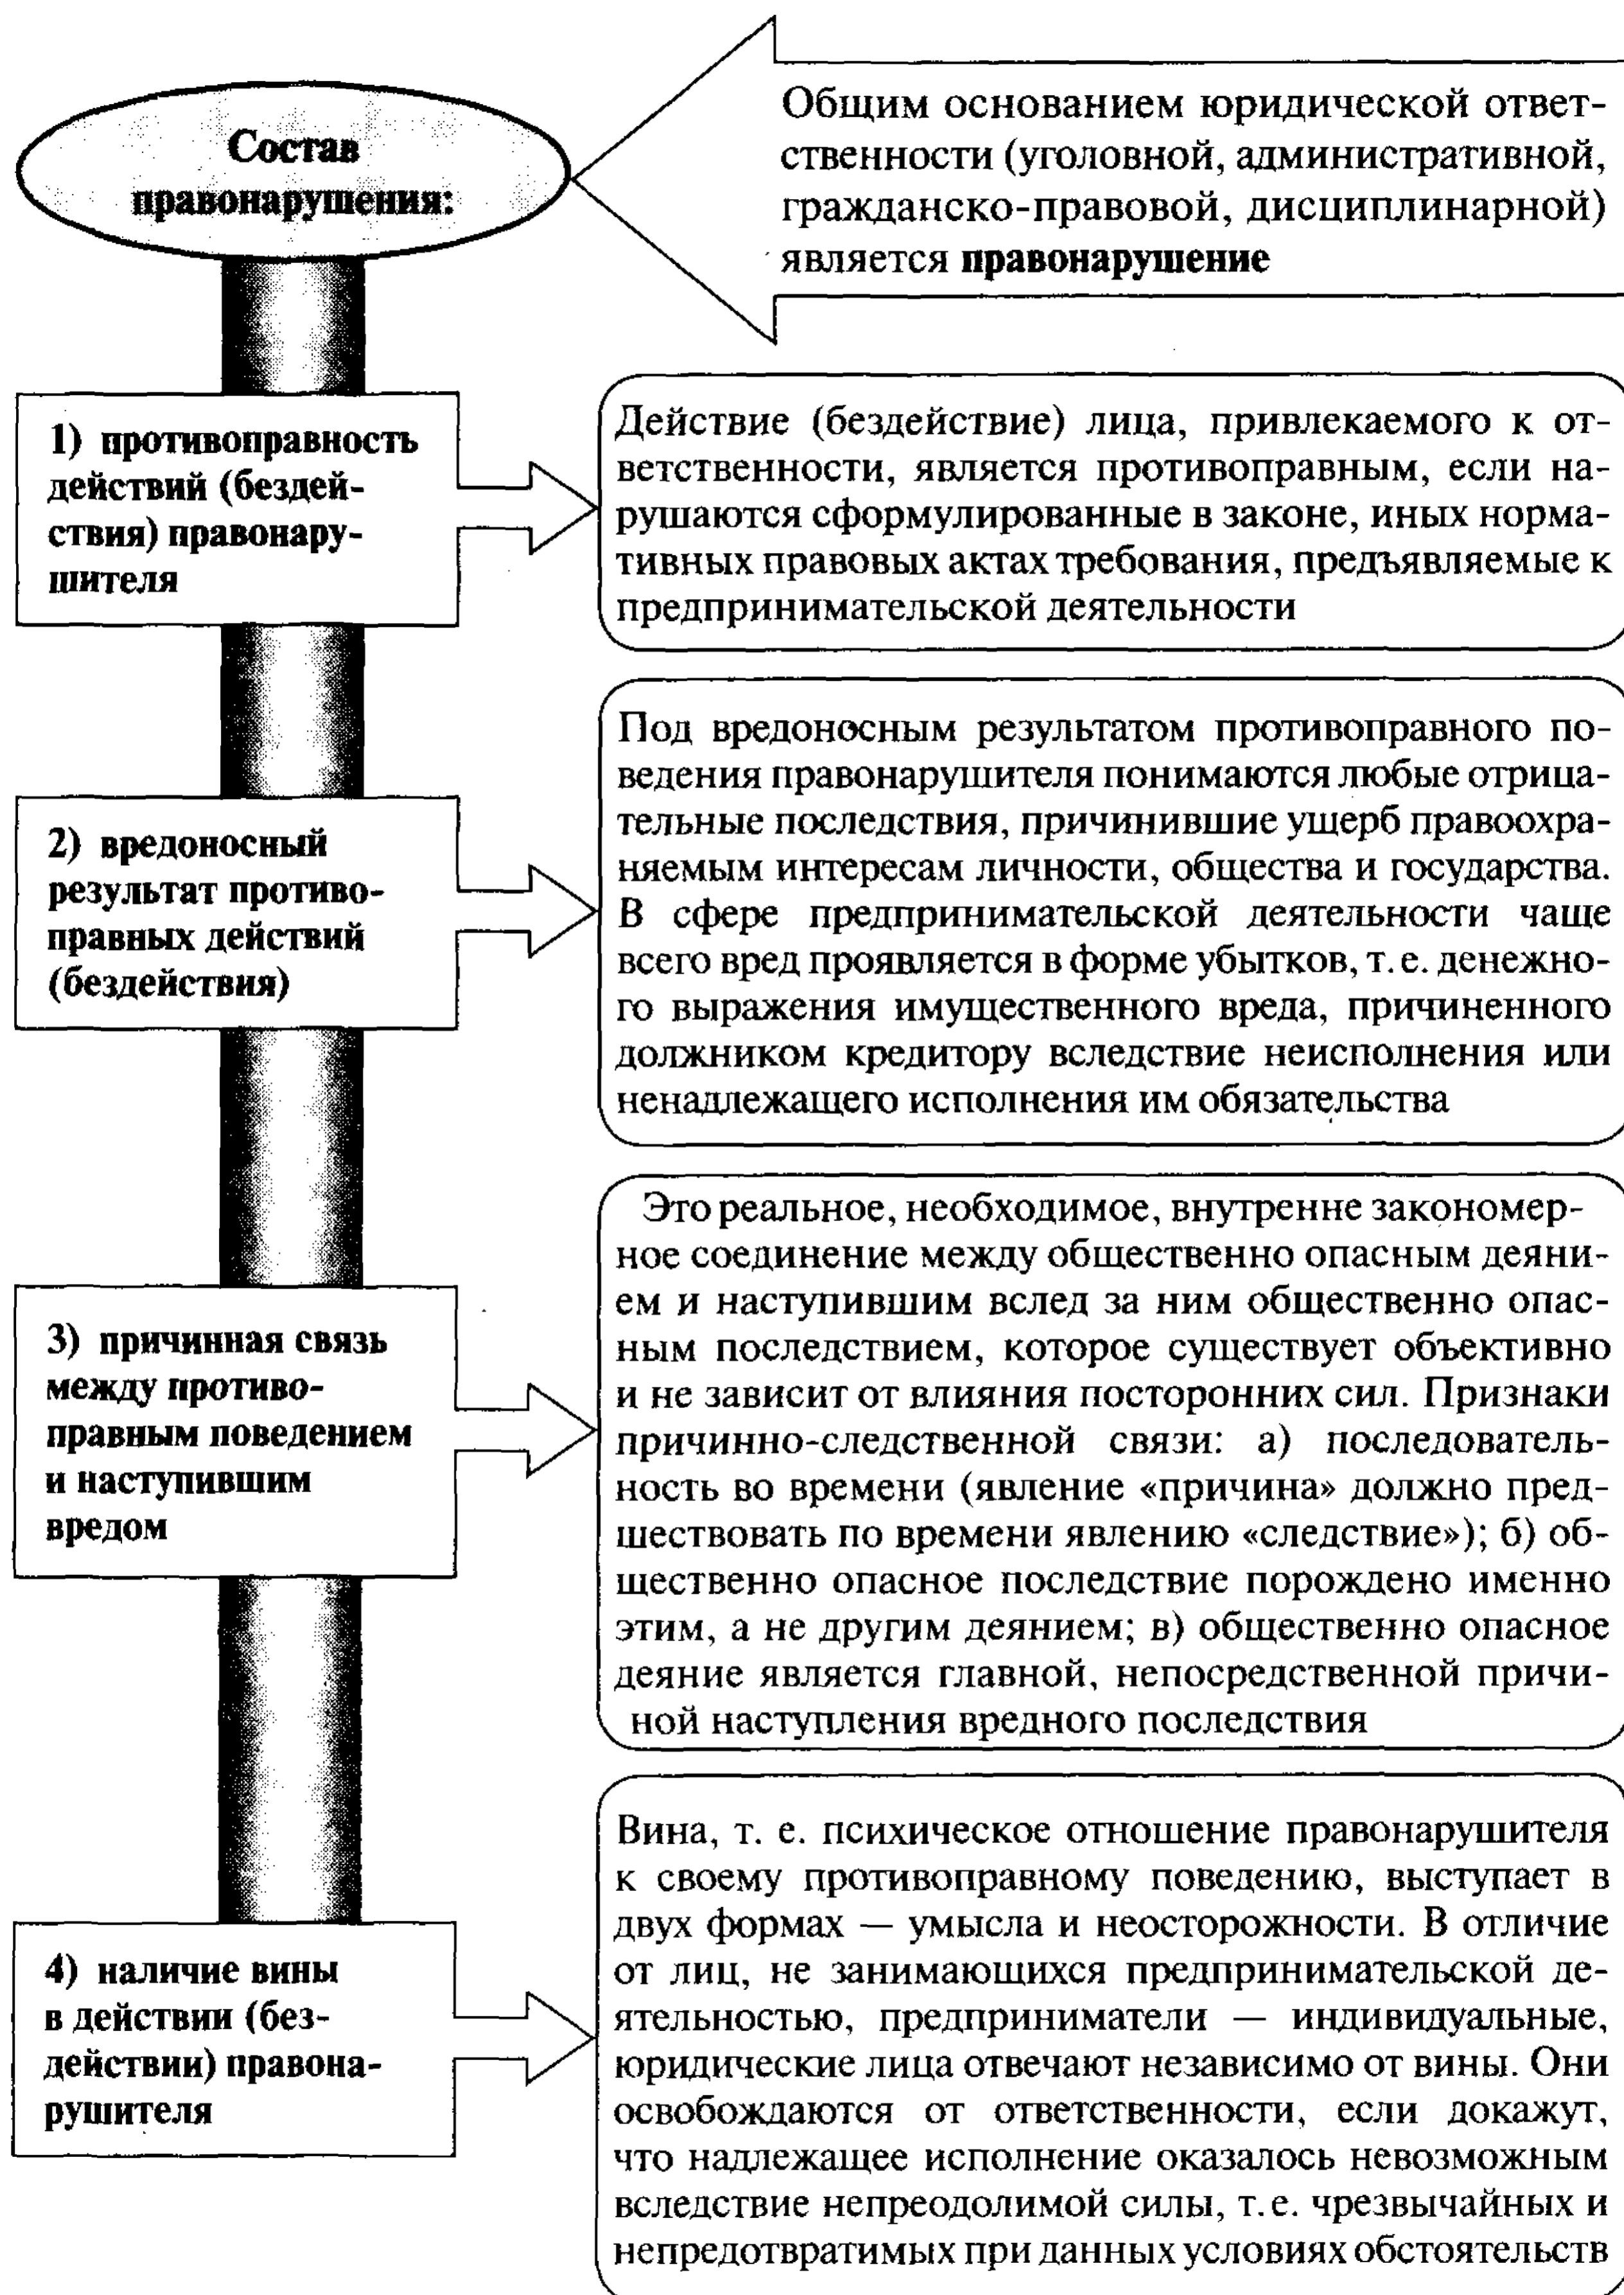 Состав
правонарушения:
Общим основанием юридической ответ-
ственности (уголовной, административной,
гражданско-правовой, дисциплинарной)
является правонарушение
1) противоправность
действий (бездей-
ствия) правонару-
шителя
Действие (бездействие) лица, привлекаемого к от-
ветственности, является противоправным, если на-
рушаются сформулированные в законе, иных норма-
тивных правовых актах требования, предъявляемые к
предпринимательской деятельности
2) вредоносный
результат противо-
правных действий
(бездействия)
Под вредоносным результатом противоправного по-
ведения правонарушителя понимаются любые отрица-
тельные последствия, причинившие ущерб правоохра-
няемым интересам личности, общества и государства.
В сфере предпринимательской деятельности чаще
всего вред проявляется в форме убытков, т.е. денежно-
го выражения имущественного вреда, причиненного
должником кредитору вследствие неисполнения или
ненадлежащего исполнения им обязательства
3) причинная связь
между противо-
правным поведением
и наступившим
вредом
Это реальное, необходимое, внутренне закономер-
ное соединение между общественно опасным деяни-
ем и наступившим вслед за ним общественно опас-
ным последствием, которое существует объективно
и не зависит от влияния посторонних сил. Признаки
причинно-следственной связи: а) последователь-
ность во времени (явление «причина» должно пред-
шествовать по времени явлению «следствие»); б) об-
щественно опасное последствие порождено именно
этим, а не другим деянием; в) общественно опасное
деяние является главной, непосредственной причи-
ной наступления вредного последствия
4) наличие вины
в действии (без-
действии) правона-
рушителя
Вина, т. е. психическое отношение правонарушителя
к своему противоправному поведению, выступает в
двух формах — умысла и неосторожности. В отличие
от лиц, не занимающихся предпринимательской де-
ятельностью, предприниматели — индивидуальные,
юридические лица отвечают независимо от вины. Они
освобождаются от ответственности, если докажут,
что надлежащее исполнение оказалось невозможным
вследствие непреодолимой силы, т.е. чрезвычайных и
непредотвратимых при данных условиях обстоятельств